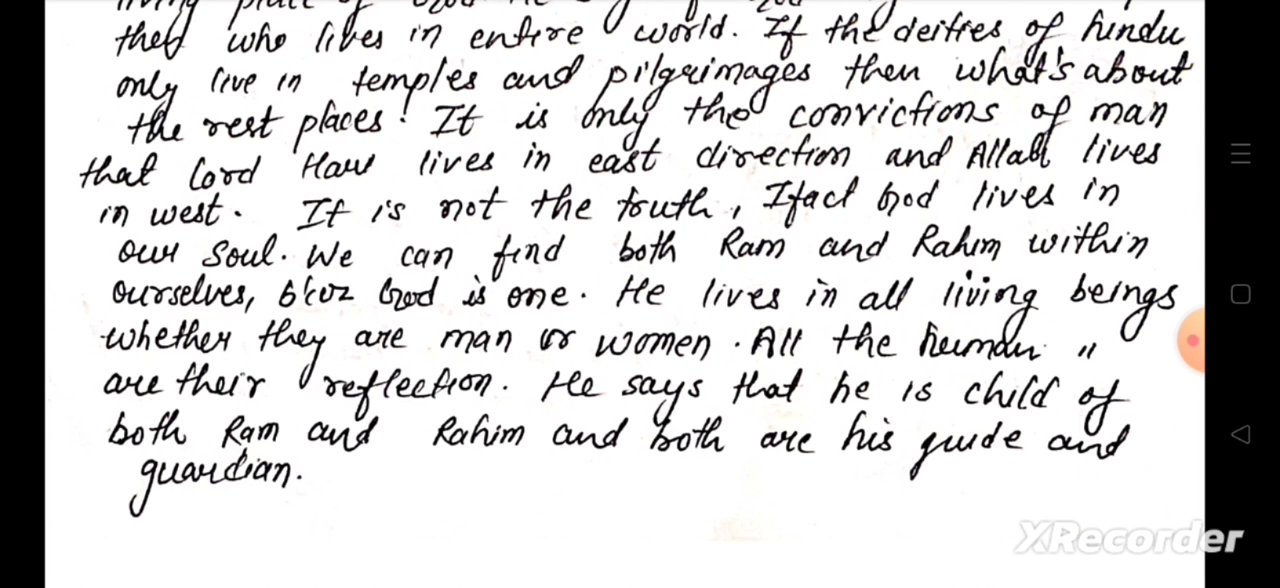 living place of God he
they who lives in entire world. If the deities of hindu
only live in temples and pilgrimages then what's about
the rest places? It is only the convictions of man
that Lord Hari lives in east direction and Allah lives
in west. It is not the truth, Ifact God lives in
our soul. We can find both Ram and Rahim within
ourselves, b'coz God is one. He lives in all living beings
whether they are man or women. All the human "
are their reflection. He says that he is child of
both Ram and Rahim and both are his guide and
guardian.
XRecorder